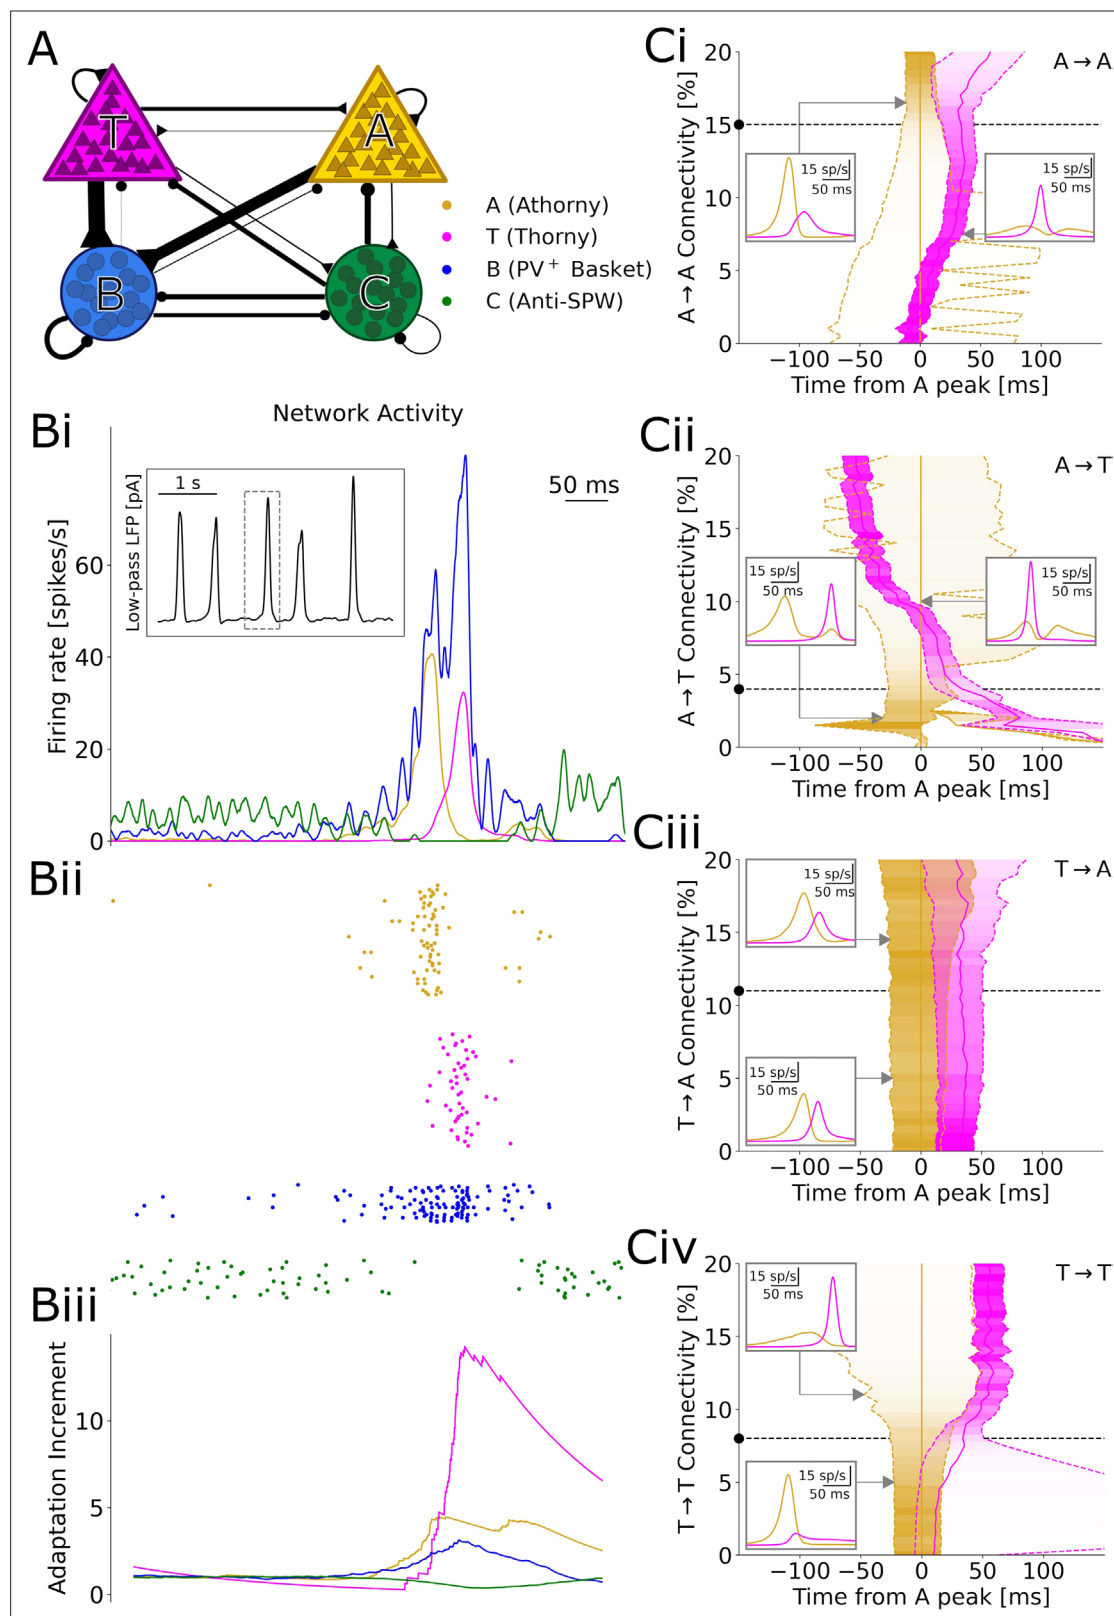 A
T
A
B
C
A (Athorny)
T (Thorny)
B (PV+ Basket)
C (Anti-SPW)
Bi
Network Activity
Firing rate [spikes/s]
0
20
40
60
Low-pass LFP [pA]
1 s
50 ms
Bii
Biii
Adaptation Increment
0
5
10
Ci
A→A
A→A Connectivity [%]
20
15
10
5
0
15 sp/s
50 ms
15 sp/s
50 ms
−100 −50 0 50 100
Time from A peak [ms]
Cii
A→T
A→T Connectivity [%]
20
15
10
5
0
15 sp/s
50 ms
15 sp/s
50 ms
−100 −50 0 50 100
Time from A peak [ms]
Ciii
T→A
T→A Connectivity [%]
20
15
10
5
0
15 sp/s
50 ms
15 sp/s
50 ms
−100 −50 0 50 100
Time from A peak [ms]
Civ
T→T
T→T Connectivity [%]
20
15
10
5
0
15 sp/s
50 ms
15 sp/s
50 ms
−100 −50 0 50 100
Time from A peak [ms]